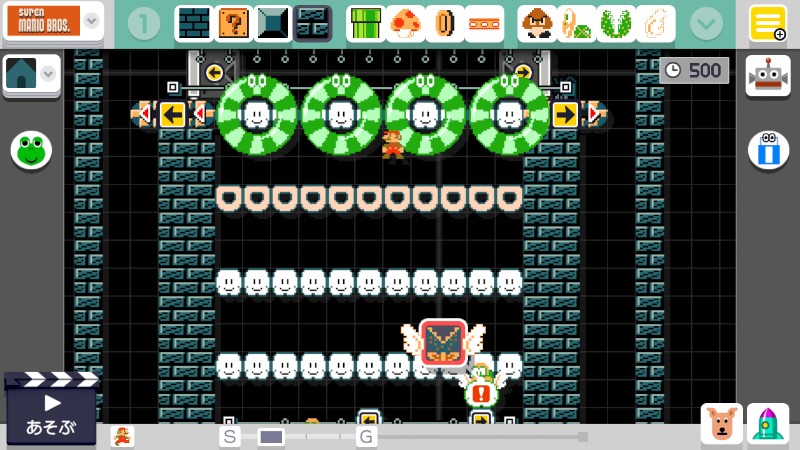 SUPER
MARIO BROS.
1
500
あそぶ
S
G